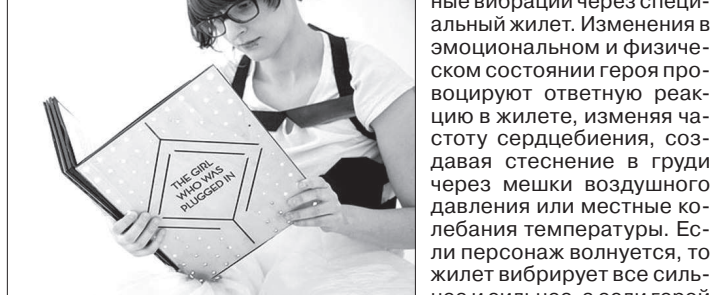 THE GIRL
WHO WAS
PLUGGED IN
ные вибрации через специ-
альный жилет. Изменения в
эмоциональном и физиче-
ском состоянии героя про-
воцируют ответную реак-
цию в жилете, изменяя ча-
стоту сердцебиения, соз-
давая стеснение в груди
через мешки воздушного
давления или местные ко-
лебания температуры. Ес-
ли персонаж волнуется, то
жилет вибрирует все силь-